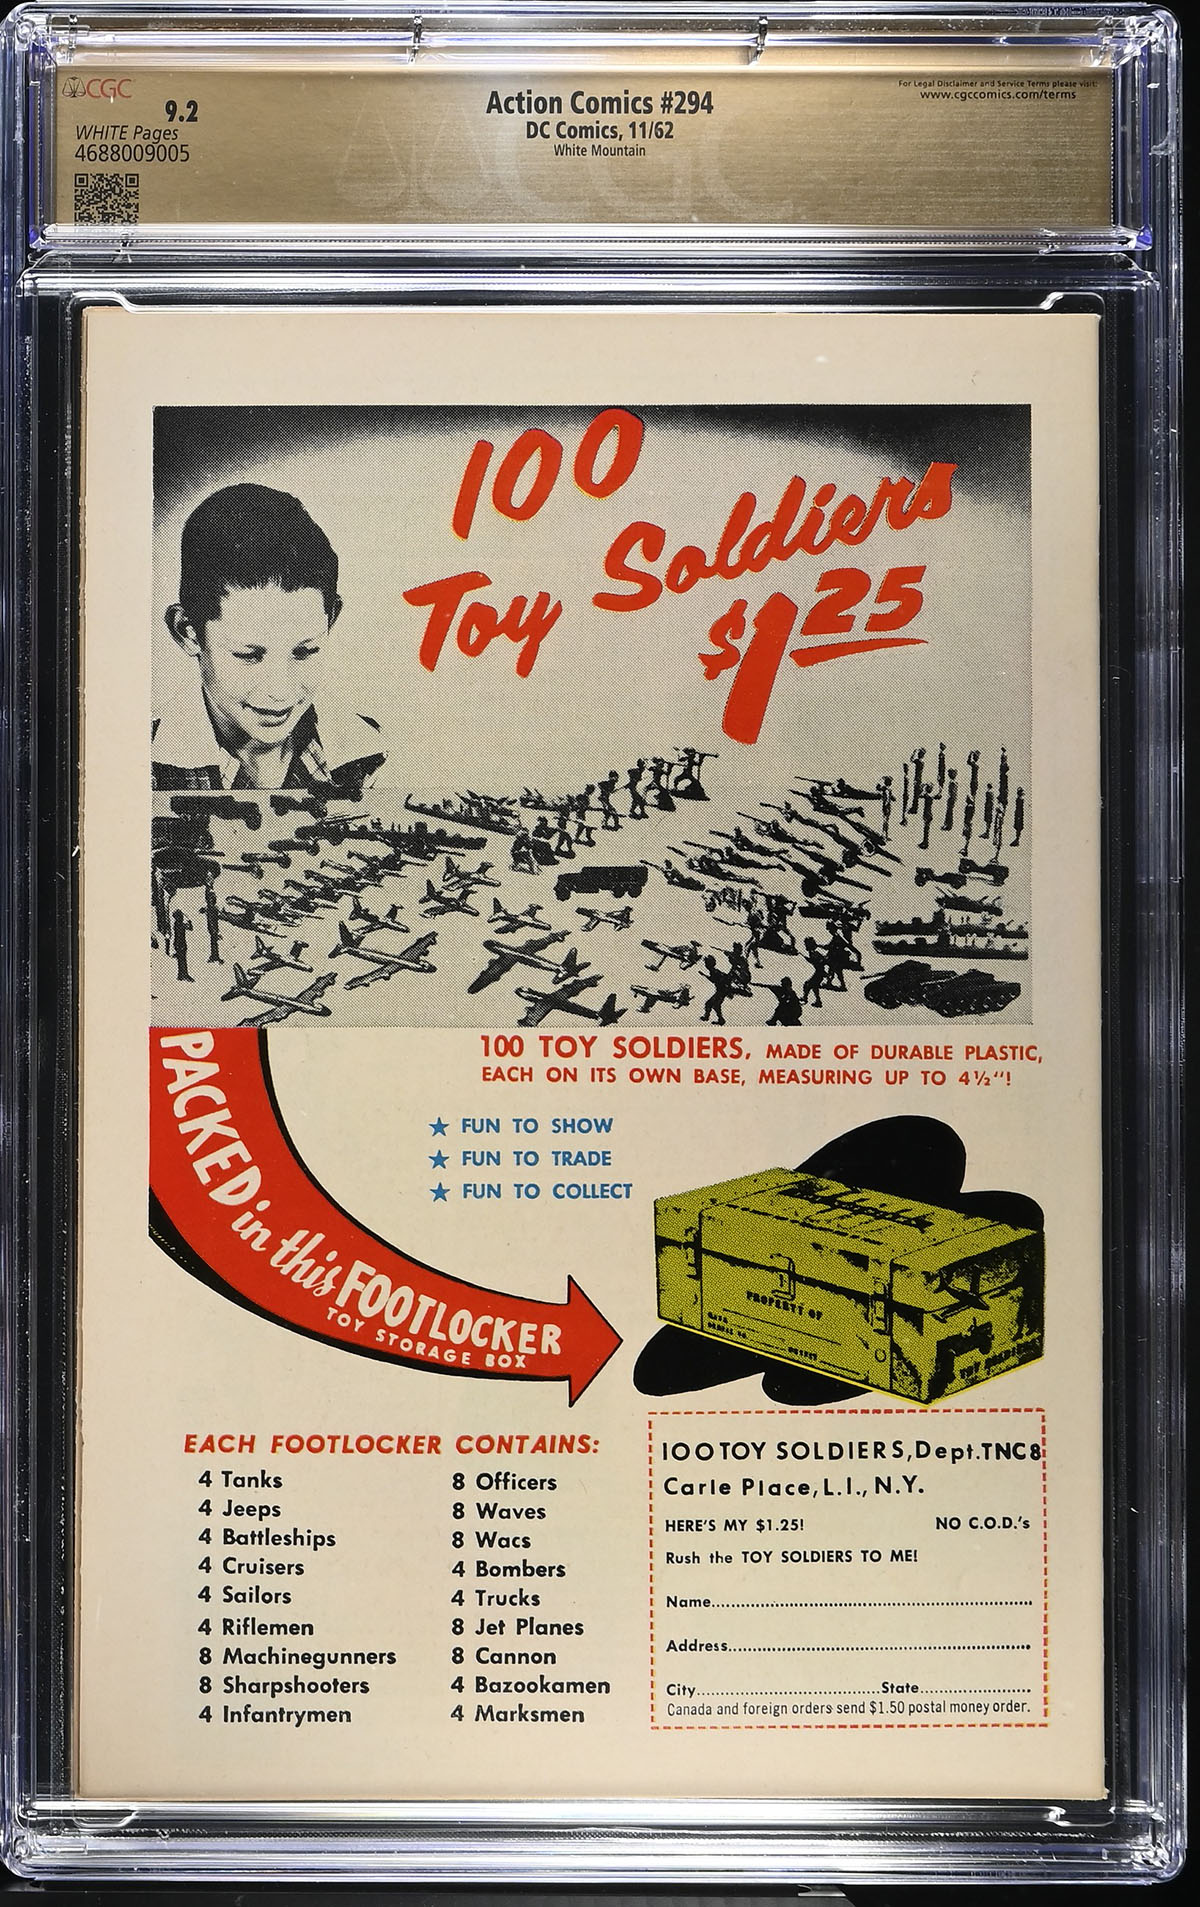 CGC
9.2
WHITE Pages
4688009005
Action Comics #294
DC Comics, 11/62
White Mountain
For Legal Disclaimer and Service Terms please visit:
www.cgccomics.com/terms
CGC
100
Toy Soldiers
$1.25
PACKED in this FOOTLOCKER
TOY STORAGE BOX
100 TOY SOLDIERS, MADE OF DURABLE PLASTIC,
EACH ON ITS OWN BASE, MEASURING UP TO 4½"!
★ FUN TO SHOW
★ FUN TO TRADE
★ FUN TO COLLECT
PROPERTY OF
TOY SOLDIERS
EACH FOOTLOCKER CONTAINS:
4 Tanks
4 Jeeps
4 Battleships
4 Cruisers
4 Sailors
4 Riflemen
8 Machinegunners
8 Sharpshooters
4 Infantrymen
8 Officers
8 Waves
8 Wacs
4 Bombers
4 Trucks
8 Jet Planes
8 Cannon
4 Bazookamen
4 Marksmen
100 TOY SOLDIERS, Dept. TNC8
Carle Place, L.I., N.Y.
HERE'S MY $1.25! NO C.O.D.'s
Rush the TOY SOLDIERS TO ME!
Name
Address
City State
Canada and foreign orders send $1.50 postal money order.